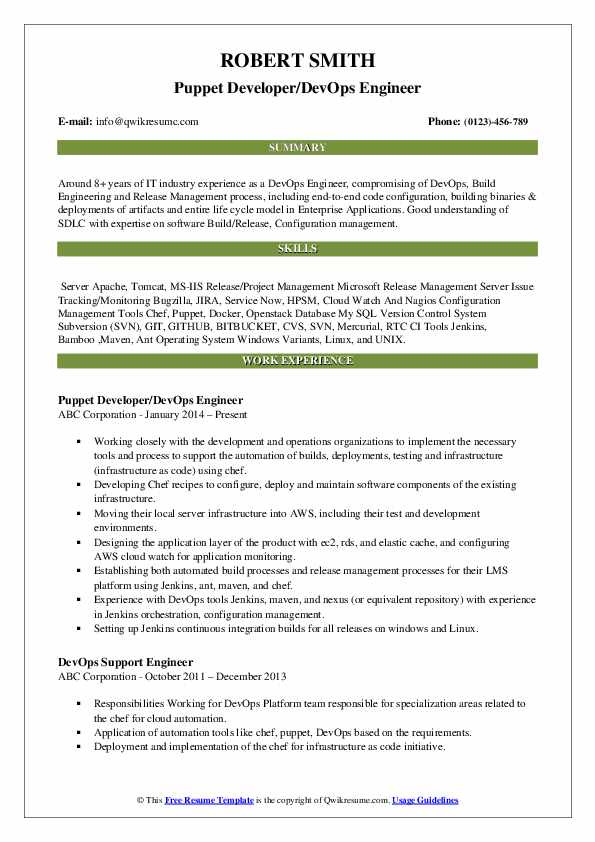 ROBERT SMITH
Puppet Developer/DevOps Engineer
E-mail: info@qwikresume.com Phone: (0123)-456-789
SUMMARY
Around 8+ years of IT industry experience as a DevOps Engineer, compromising of DevOps, Build
Engineering and Release Management process, including end-to-end code configuration, building binaries &
deployments of artifacts and entire life cycle model in Enterprise Applications. Good understanding of
SDLC with expertise on software Build/Release, Configuration management.
SKILLS
Server Apache, Tomcat, MS-IIS Release/Project Management Microsoft Release Management Server Issue
Tracking/Monitoring Bugzilla, JIRA, Service Now, HPSM, Cloud Watch And Nagios Configuration
Management Tools Chef, Puppet, Docker, Openstack Database My SQL Version Control System
Subversion (SVN), GIT, GITHUB, BITBUCKET, CVS, SVN, Mercurial, RTC CI Tools Jenkins,
Bamboo ,Maven, Ant Operating System Windows Variants, Linux, and UNIX.
WORK EXPERIENCE
Puppet Developer/DevOps Engineer
ABC Corporation - January 2014 – Present
▪ Working closely with the development and operations organizations to implement the necessary
tools and process to support the automation of builds, deployments, testing and infrastructure
(infrastructure as code) using chef.
▪ Developing Chef recipes to configure, deploy and maintain software components of the existing
infrastructure.
▪ Moving their local server infrastructure into AWS, including their test and development
environments.
▪ Designing the application layer of the product with ec2, rds, and elastic cache, and configuring
AWS cloud watch for application monitoring.
▪ Establishing both automated build processes and release management processes for their LMS
platform using Jenkins, ant, maven, and chef.
▪ Experience with DevOps tools Jenkins, maven, and nexus (or equivalent repository) with experience
in Jenkins orchestration, configuration management.
▪ Setting up Jenkins continuous integration builds for all releases on windows and Linux.
DevOps Support Engineer
ABC Corporation - October 2011 – December 2013
▪ Responsibilities Working for DevOps Platform team responsible for specialization areas related to
the chef for cloud automation.
▪ Application of automation tools like chef, puppet, DevOps based on the requirements.
▪ Deployment and implementation of the chef for infrastructure as code initiative.
© This Free Resume Template is the copyright of Qwikresume.com. Usage Guidelines